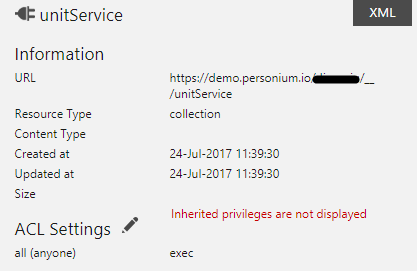 unitService
XML
Information
URL
https://demo.personium.io/ /__
/unitService
Resource Type collection
Content Type
Created at 24-Jul-2017 11:39:30
Updated at 24-Jul-2017 11:39:30
Size
Inherited privileges are not displayed
ACL Settings
all (anyone) exec